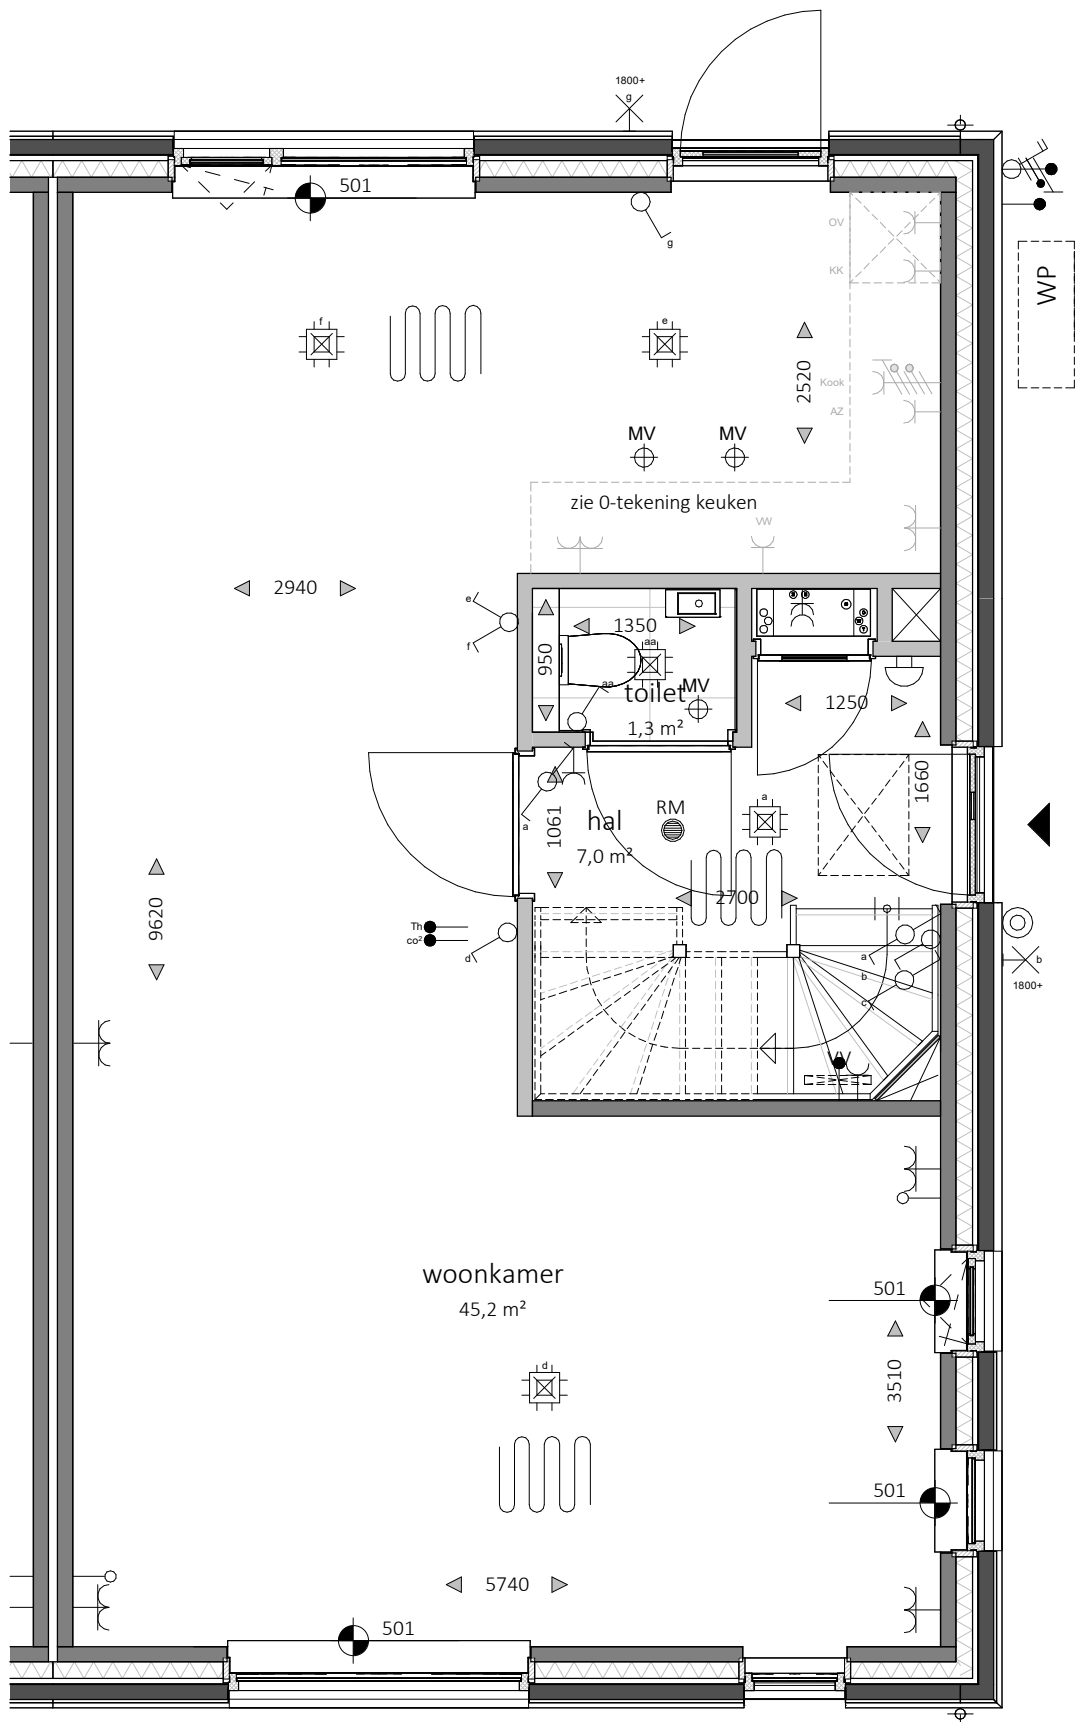 1800+
g
501
g
OV
KK
WP
f
e
2520
Kook
AZ
MV
MV
zie 0-tekening keuken
VW
2940
e
f
1350
aa
950
aa
toilet
MV
1,3 m²
1250
1660
a
RM
a
1061
hal
7,0 m²
2700
9620
Th
co²
d
a
b
c
b
1800+
VV
woonkamer
45,2 m²
501
d
3510
501
5740
501